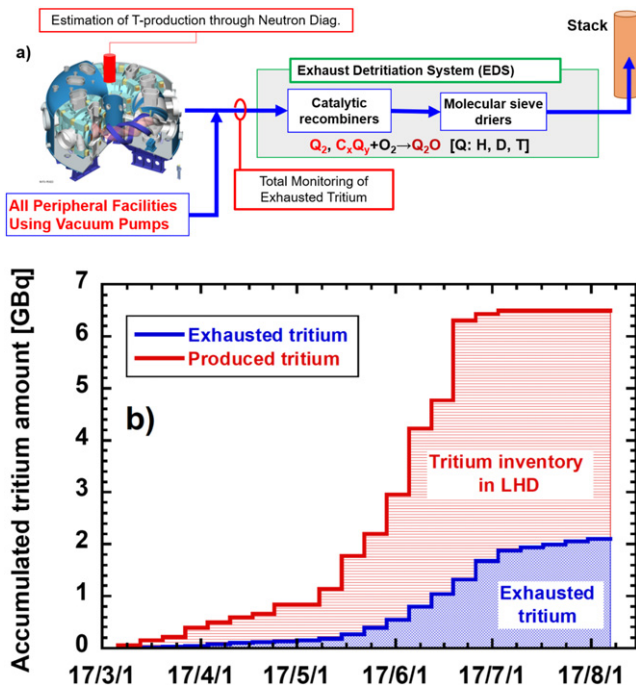 Estimation of T-production through Neutron Diag.
Stack
a)
Exhaust Detritiation System (EDS)
Catalytic
recombiners
Molecular sieve
driers
Q₂, CₓQᵧ+O₂→Q₂O [Q: H, D, T]
Total Monitoring of
Exhausted Tritium
All Peripheral Facilities
Using Vacuum Pumps
Accumulated tritium amount [GBq]
7
6
5
4
3
2
1
0
Exhausted tritium
Produced tritium
b)
Tritium inventory
in LHD
Exhausted
tritium
17/3/1 17/4/1 17/5/1 17/6/1 17/7/1 17/8/1